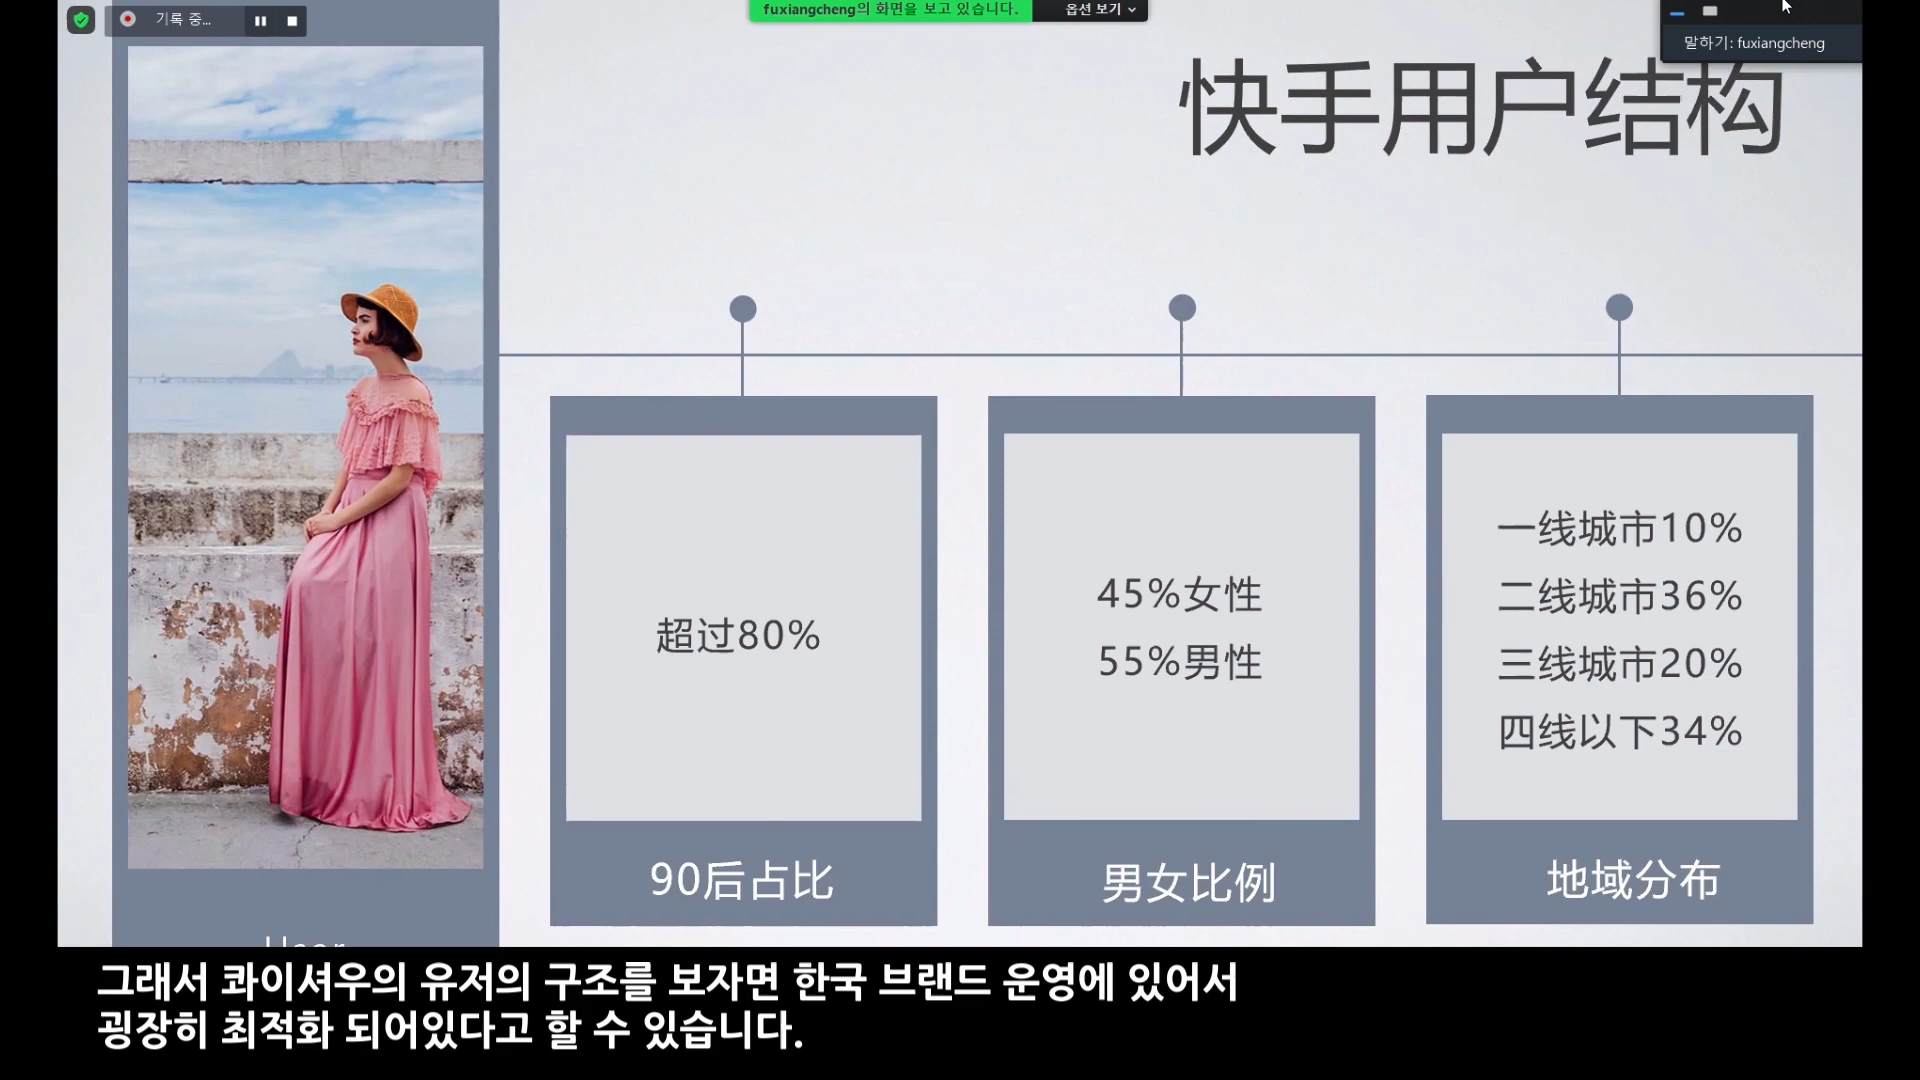 기록 중...
fuxiangcheng의 화면을 보고 있습니다.
옵션 보기
말하기: fuxiangcheng
快手用户结构
超过80%
90后占比
45%女性
55%男性
男女比例
一线城市10%
二线城市36%
三线城市20%
四线以下34%
地域分布
User
그래서 콰이셔우의 유저의 구조를 보자면 한국 브랜드 운영에 있어서
굉장히 최적화 되어있다고 할 수 있습니다.